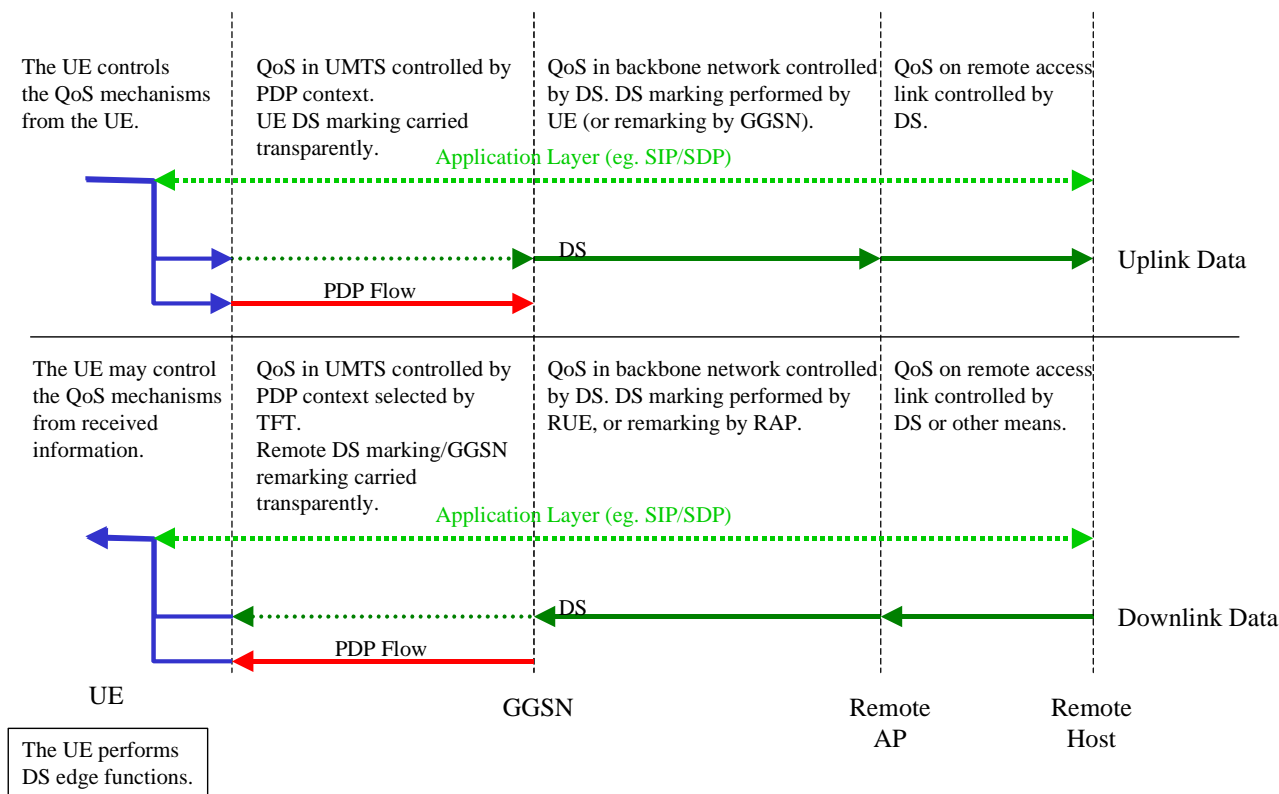 The UE controls
the QoS mechanisms
from the UE.
QoS in UMTS controlled by
PDP context.
UE DS marking carried
transparently.
QoS in backbone network controlled
by DS. DS marking performed by
UE (or remarking by GGSN).
QoS on remote access
link controlled by
DS.
Application Layer (eg. SIP/SDP)
DS
Uplink Data
PDP Flow
The UE may control
the QoS mechanisms
from received
information.
QoS in UMTS controlled by
PDP context selected by
TFT.
Remote DS marking/GGSN
remarking carried
transparently.
QoS in backbone network controlled
by DS. DS marking performed by
RUE, or remarking by RAP.
QoS on remote access
link controlled by
DS or other means.
Application Layer (eg. SIP/SDP)
DS
Downlink Data
PDP Flow
UE
GGSN
Remote
AP
Remote
Host
The UE performs
DS edge functions.